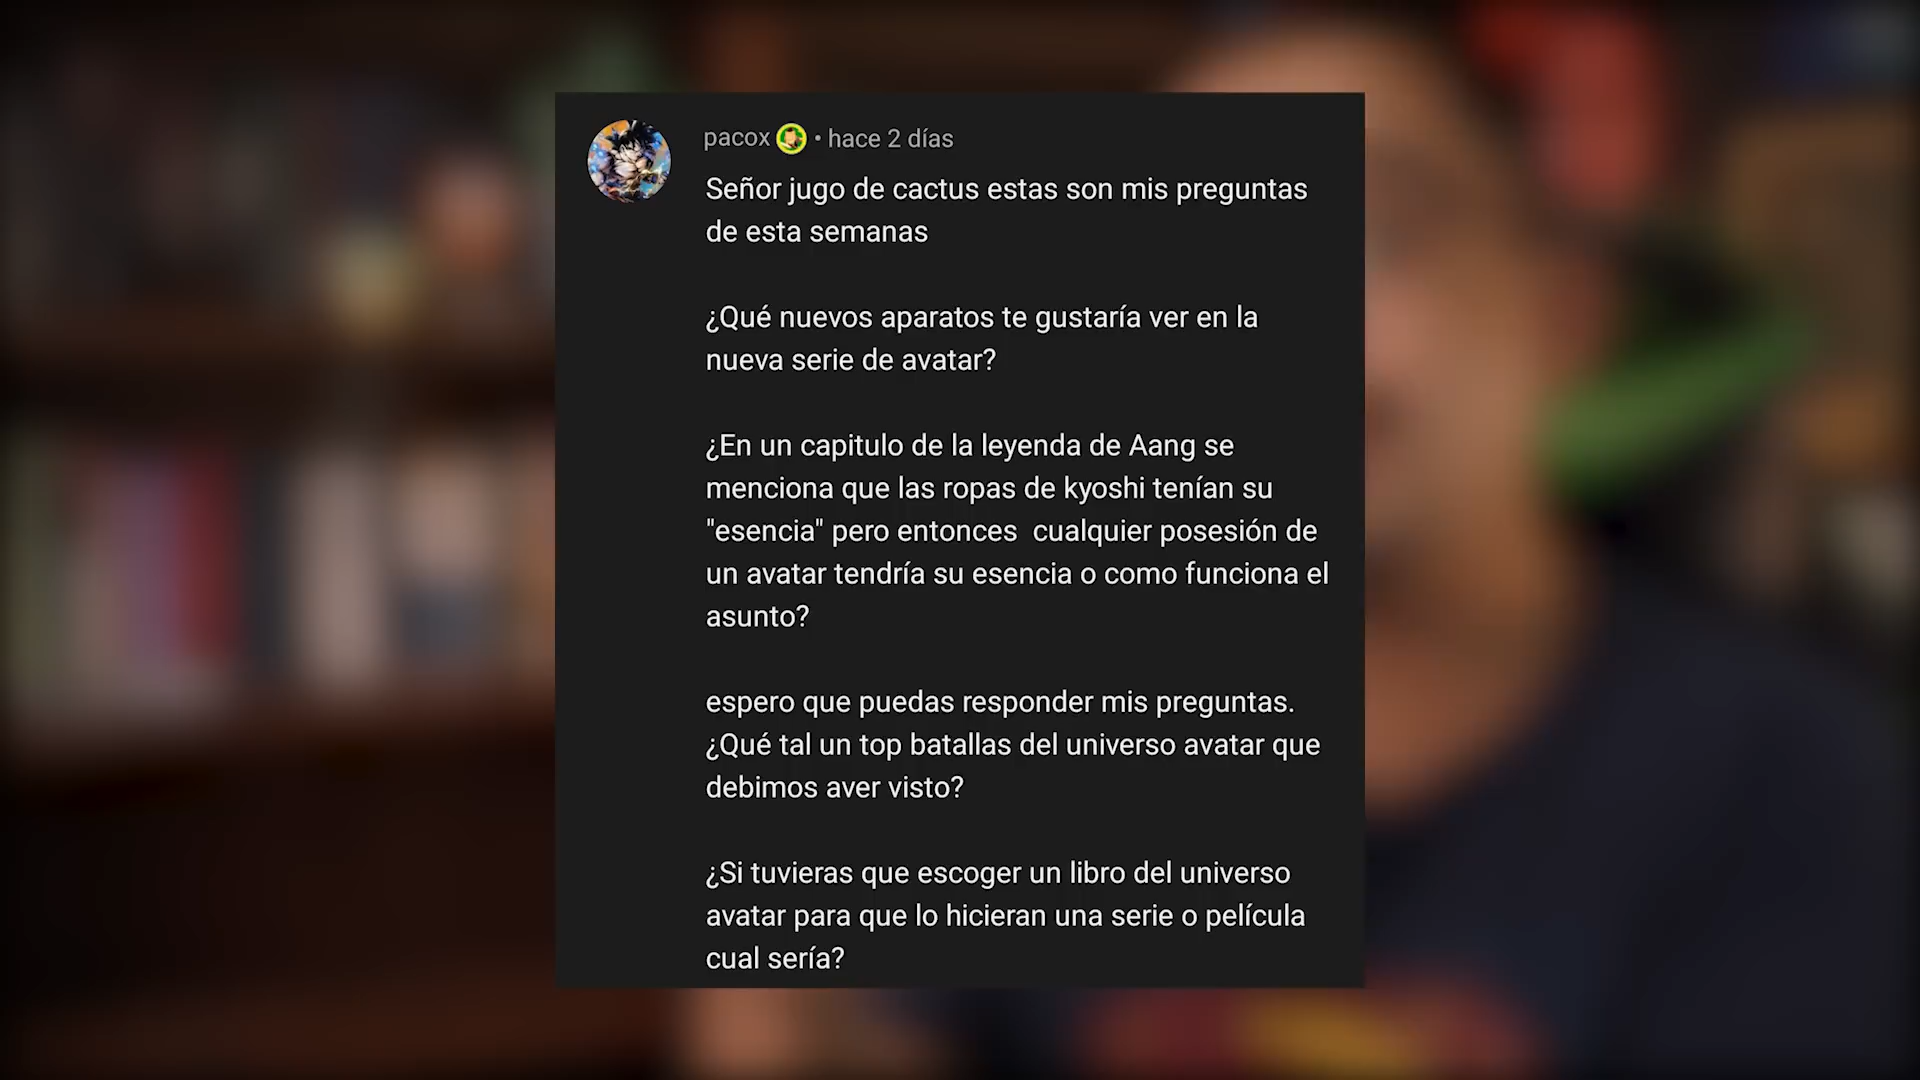 pacox • hace 2 días
Señor jugo de cactus estas son mis preguntas
de esta semanas
¿Qué nuevos aparatos te gustaría ver en la
nueva serie de avatar?
¿En un capitulo de la leyenda de Aang se
menciona que las ropas de kyoshi tenían su
"esencia" pero entonces  cualquier posesión de
un avatar tendría su esencia o como funciona el
asunto?
espero que puedas responder mis preguntas.
¿Qué tal un top batallas del universo avatar que
debimos aver visto?
¿Si tuvieras que escoger un libro del universo
avatar para que lo hicieran una serie o película
cual sería?